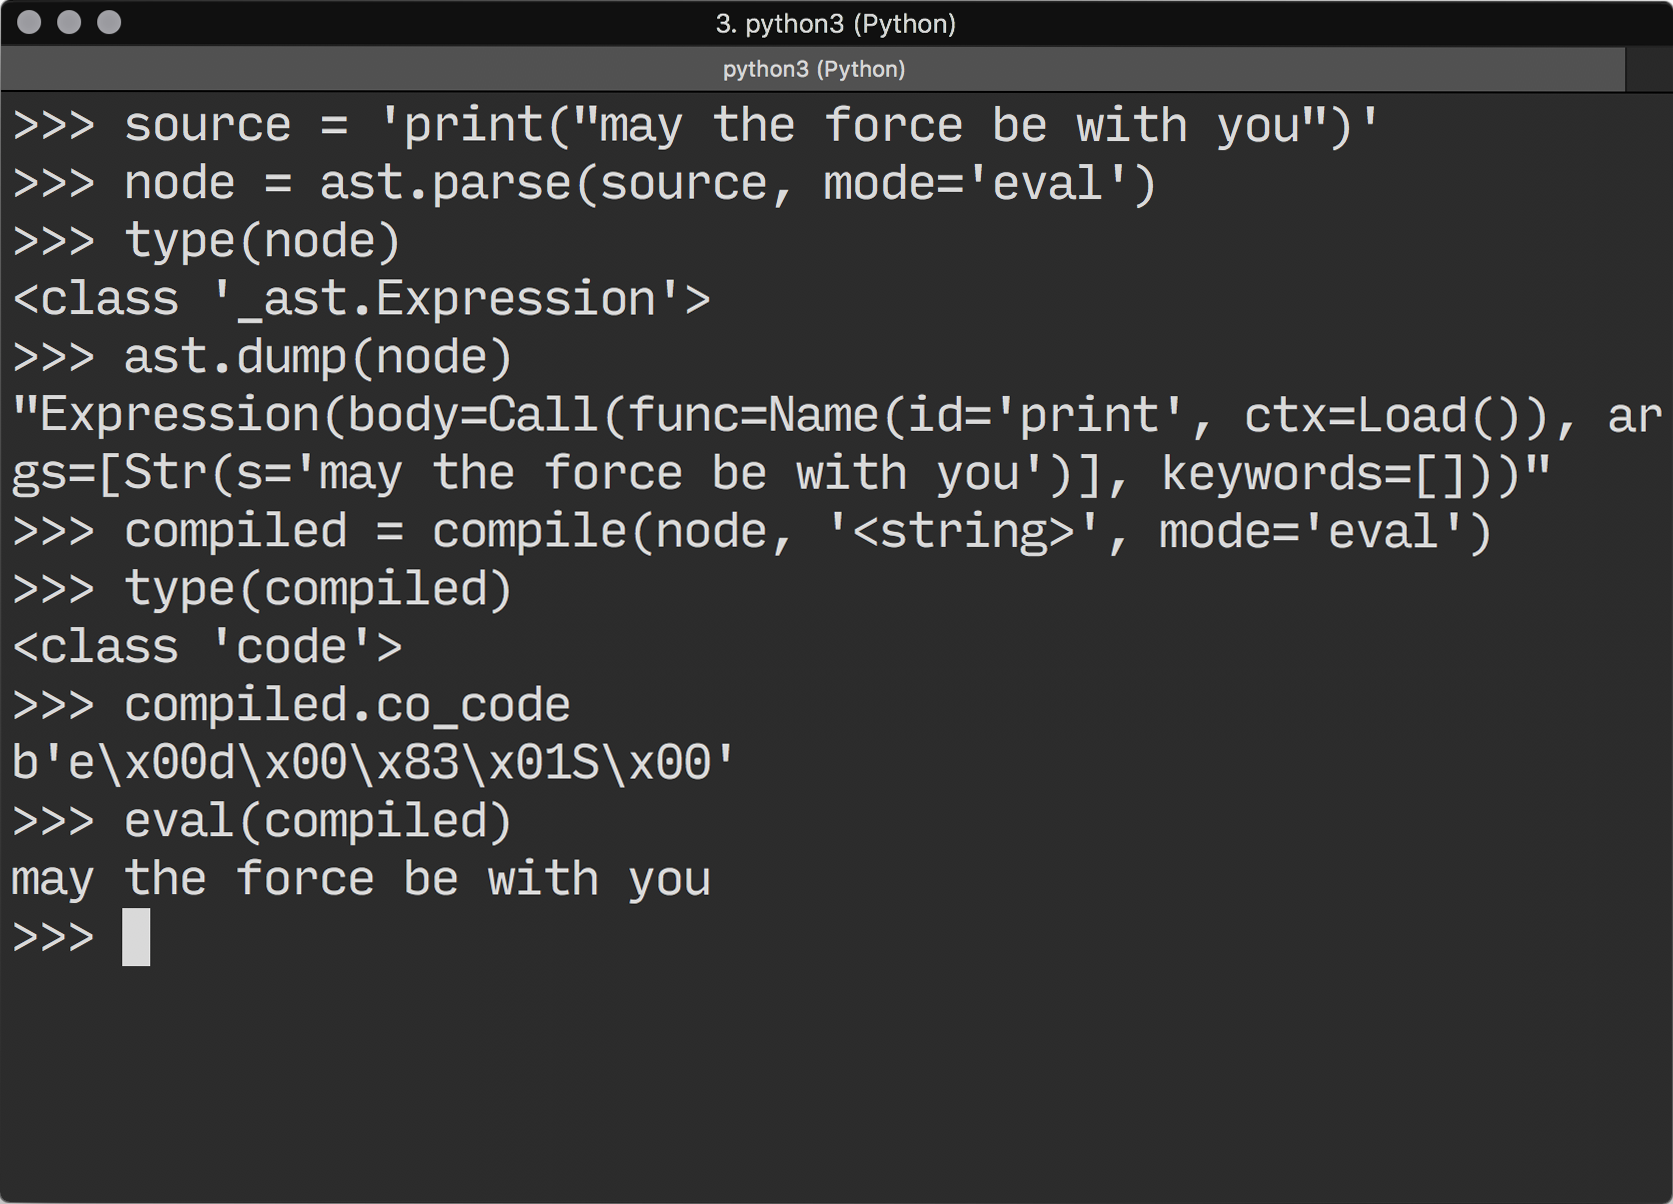 3. python3 (Python)
python3 (Python)
>>> source = 'print("may the force be with you")'
>>> node = ast.parse(source, mode='eval')
>>> type(node)
<class '_ast.Expression'>
>>> ast.dump(node)
"Expression(body=Call(func=Name(id='print', ctx=Load()), ar
gs=[Str(s='may the force be with you')], keywords=[]))"
>>> compiled = compile(node, '<string>', mode='eval')
>>> type(compiled)
<class 'code'>
>>> compiled.co_code
b'e\x00d\x00\x83\x01S\x00'
>>> eval(compiled)
may the force be with you
>>>